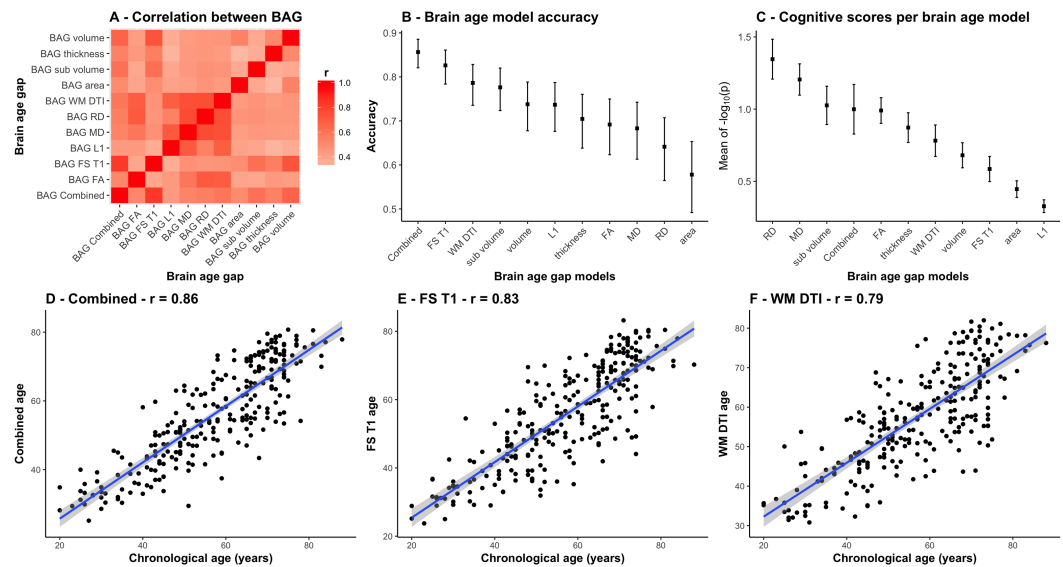 A - Correlation between BAG
BAG volume
BAG thickness
BAG sub volume
BAG area
BAG WM DTI
BAG RD
BAG MD
BAG L1
BAG FS T1
BAG FA
BAG Combined
Brain age gap
BAG Combined
BAG FA
BAG FS T1
BAG L1
BAG MD
BAG RD
BAG WM DTI
BAG area
BAG sub volume
BAG thickness
BAG volume
Brain age gap
r
1.0
0.8
0.6
0.4
B - Brain age model accuracy
0.9
0.8
0.7
0.6
0.5
Accuracy
Combined
FS T1
WM DTI
sub volume
volume
L1
thickness
FA
MD
RD
area
Brain age gap models
C - Cognitive scores per brain age model
1.5
1.0
0.5
Mean of -log₁₀(p)
RD
MD
sub volume
Combined
FA
thickness
WM DTI
volume
FS T1
area
L1
Brain age gap models
D - Combined - r = 0.86
80
60
40
Combined age
20
40
60
80
Chronological age (years)
E - FS T1 - r = 0.83
80
60
40
20
FS T1 age
20
40
60
80
Chronological age (years)
F - WM DTI - r = 0.79
80
70
60
50
40
30
WM DTI age
20
40
60
80
Chronological age (years)